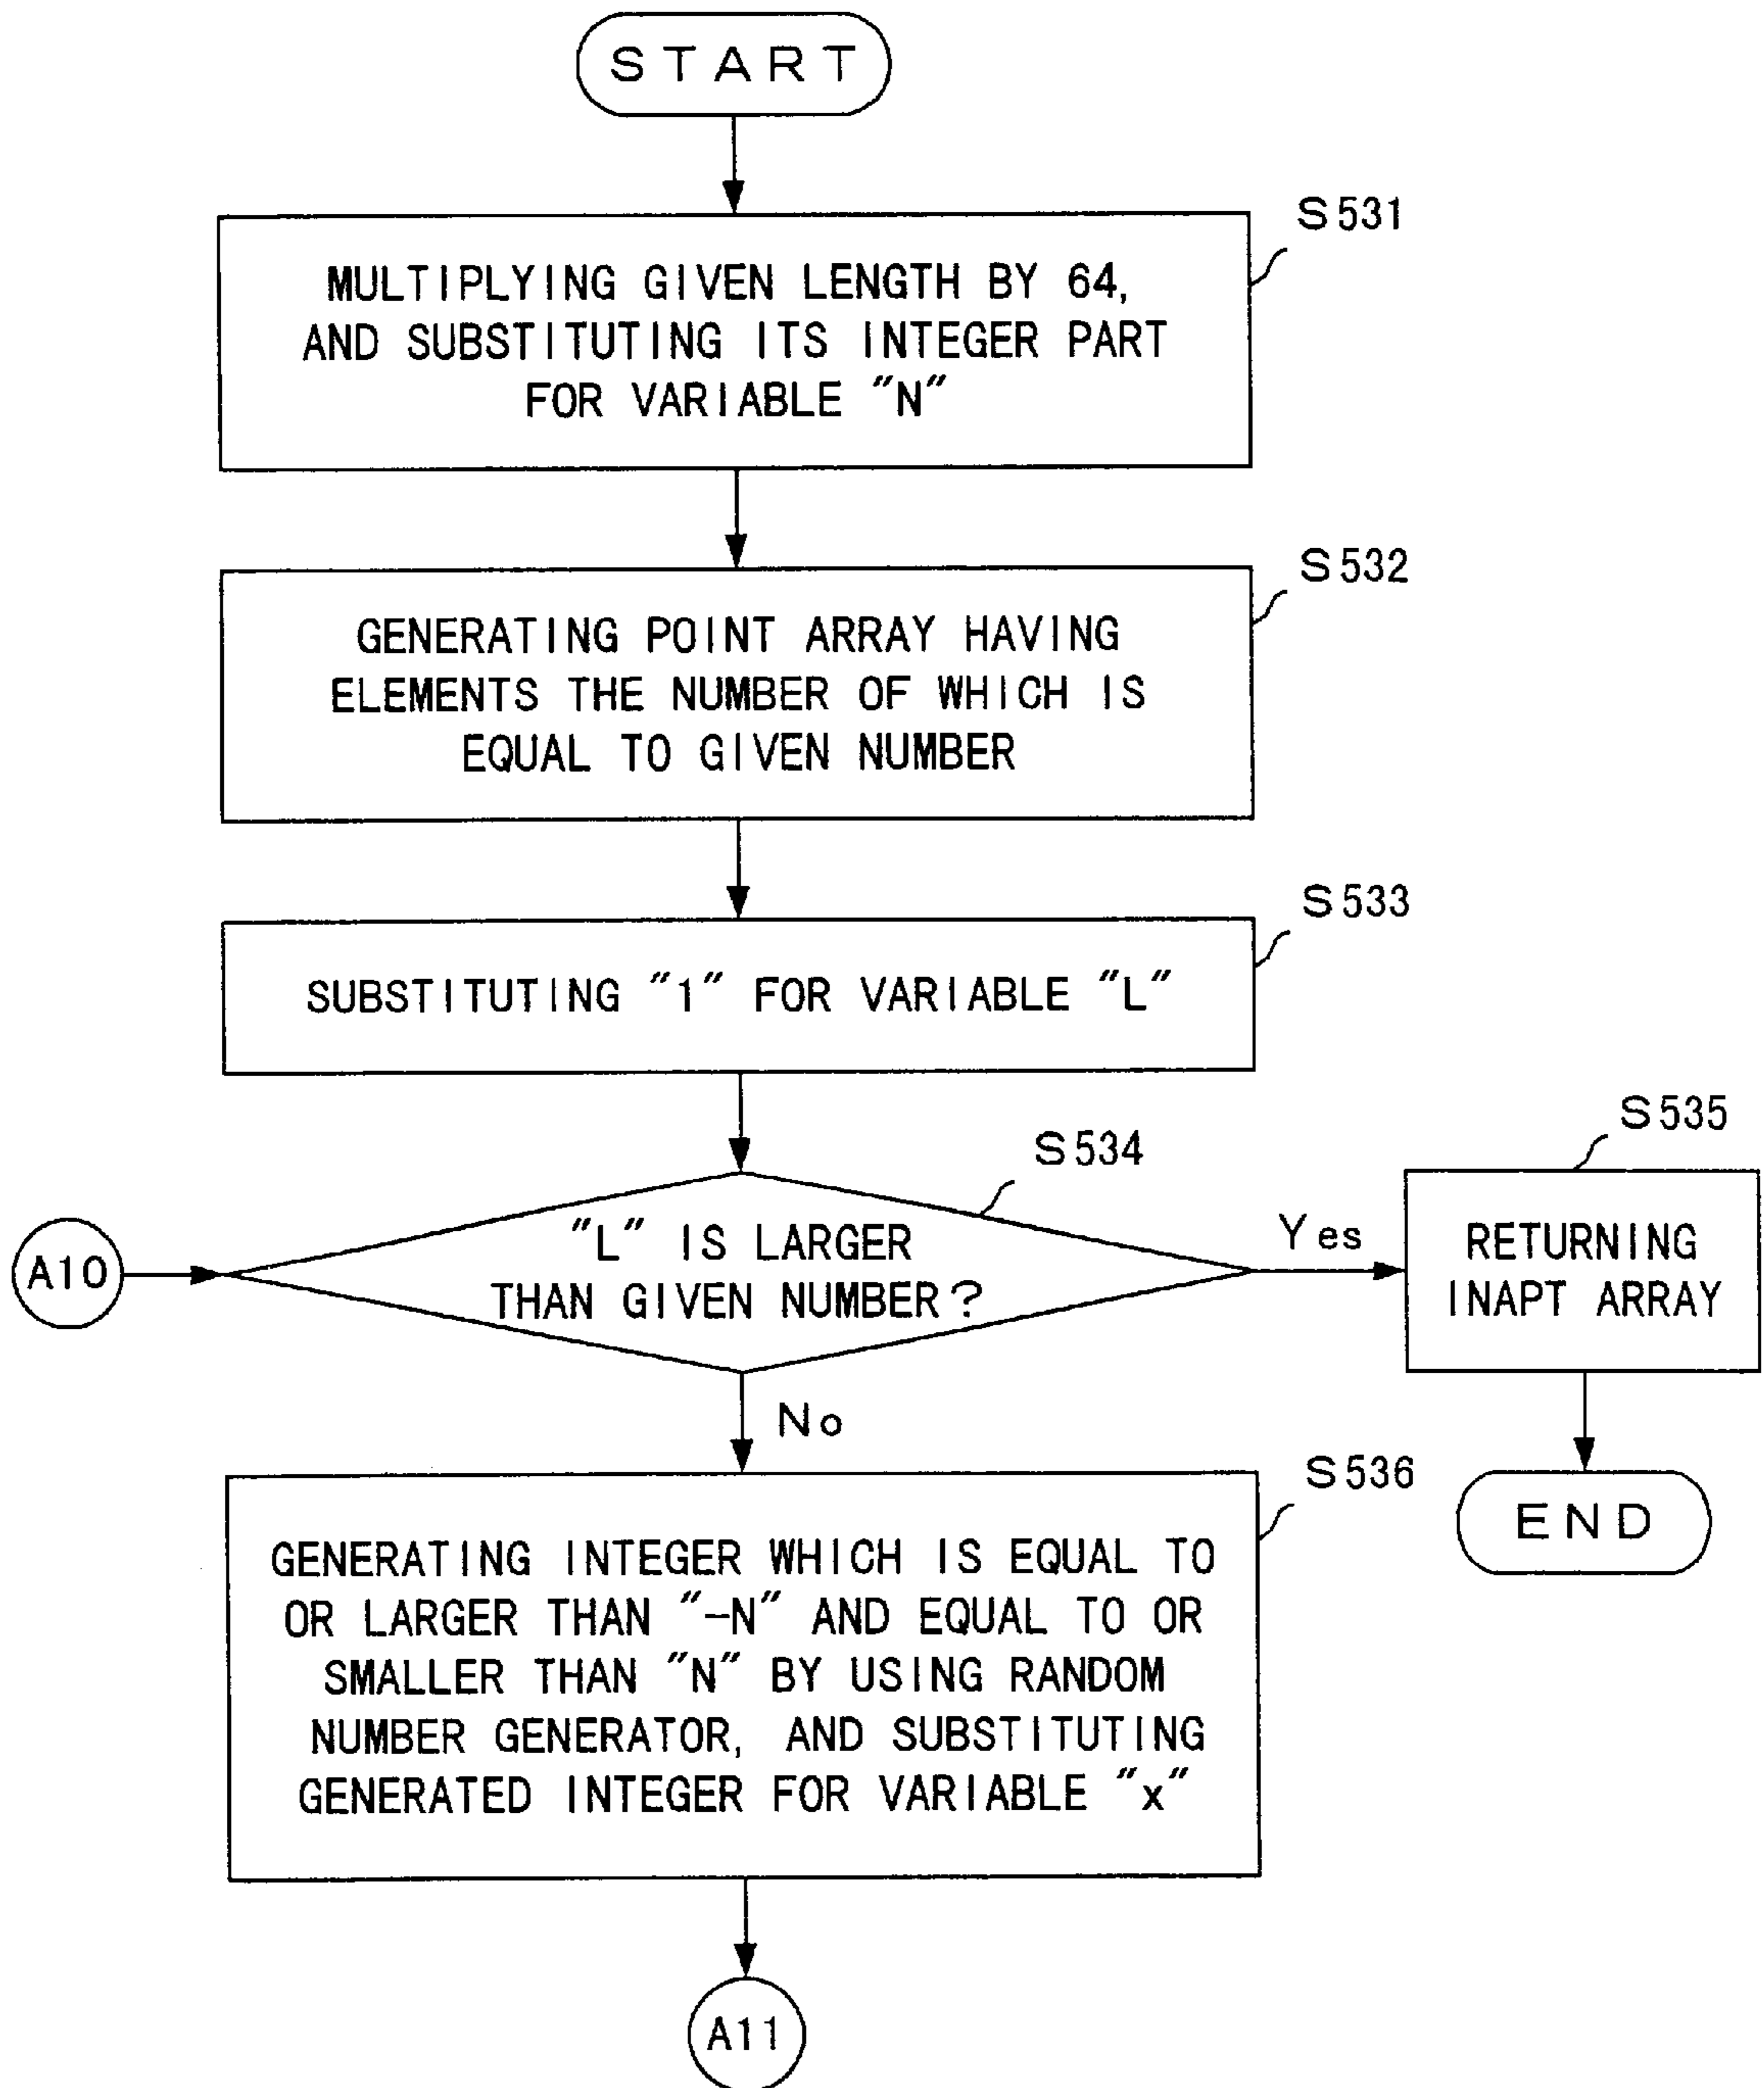 START
S531
MULTIPLYING GIVEN LENGTH BY 64,
AND SUBSTITUTING ITS INTEGER PART
FOR VARIABLE "N"
S532
GENERATING POINT ARRAY HAVING
ELEMENTS THE NUMBER OF WHICH IS
EQUAL TO GIVEN NUMBER
S533
SUBSTITUTING "1" FOR VARIABLE "L"
S534
S535
A10
"L" IS LARGER
THAN GIVEN NUMBER?
Yes
RETURNING
INAPT ARRAY
No
END
S536
GENERATING INTEGER WHICH IS EQUAL TO
OR LARGER THAN "-N" AND EQUAL TO OR
SMALLER THAN "N" BY USING RANDOM
NUMBER GENERATOR, AND SUBSTITUTING
GENERATED INTEGER FOR VARIABLE "x"
A11